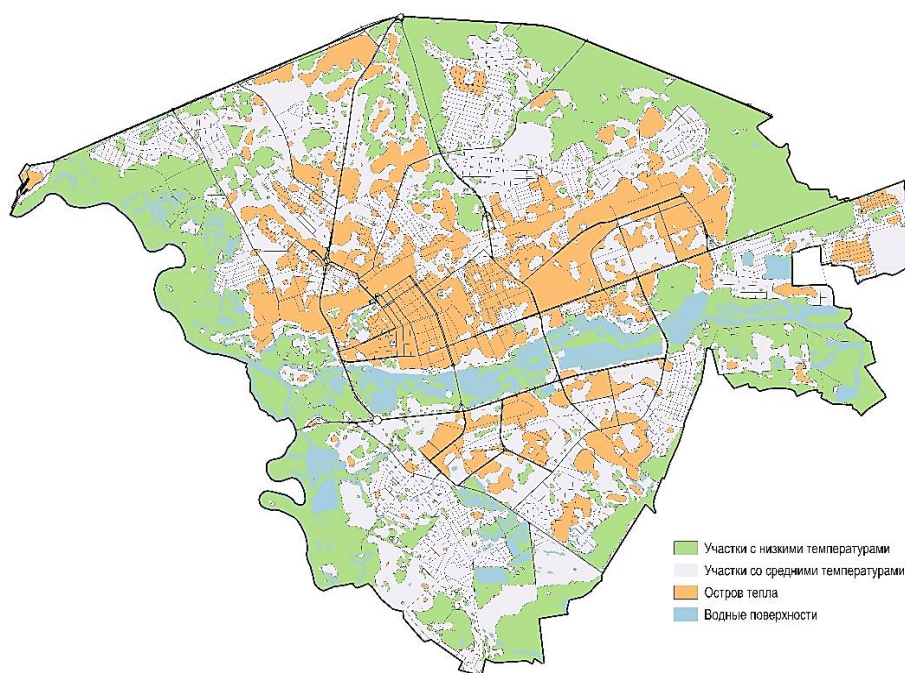 Участки с низкими температурами
Участки со средними температурами
Остров тепла
Водные поверхности